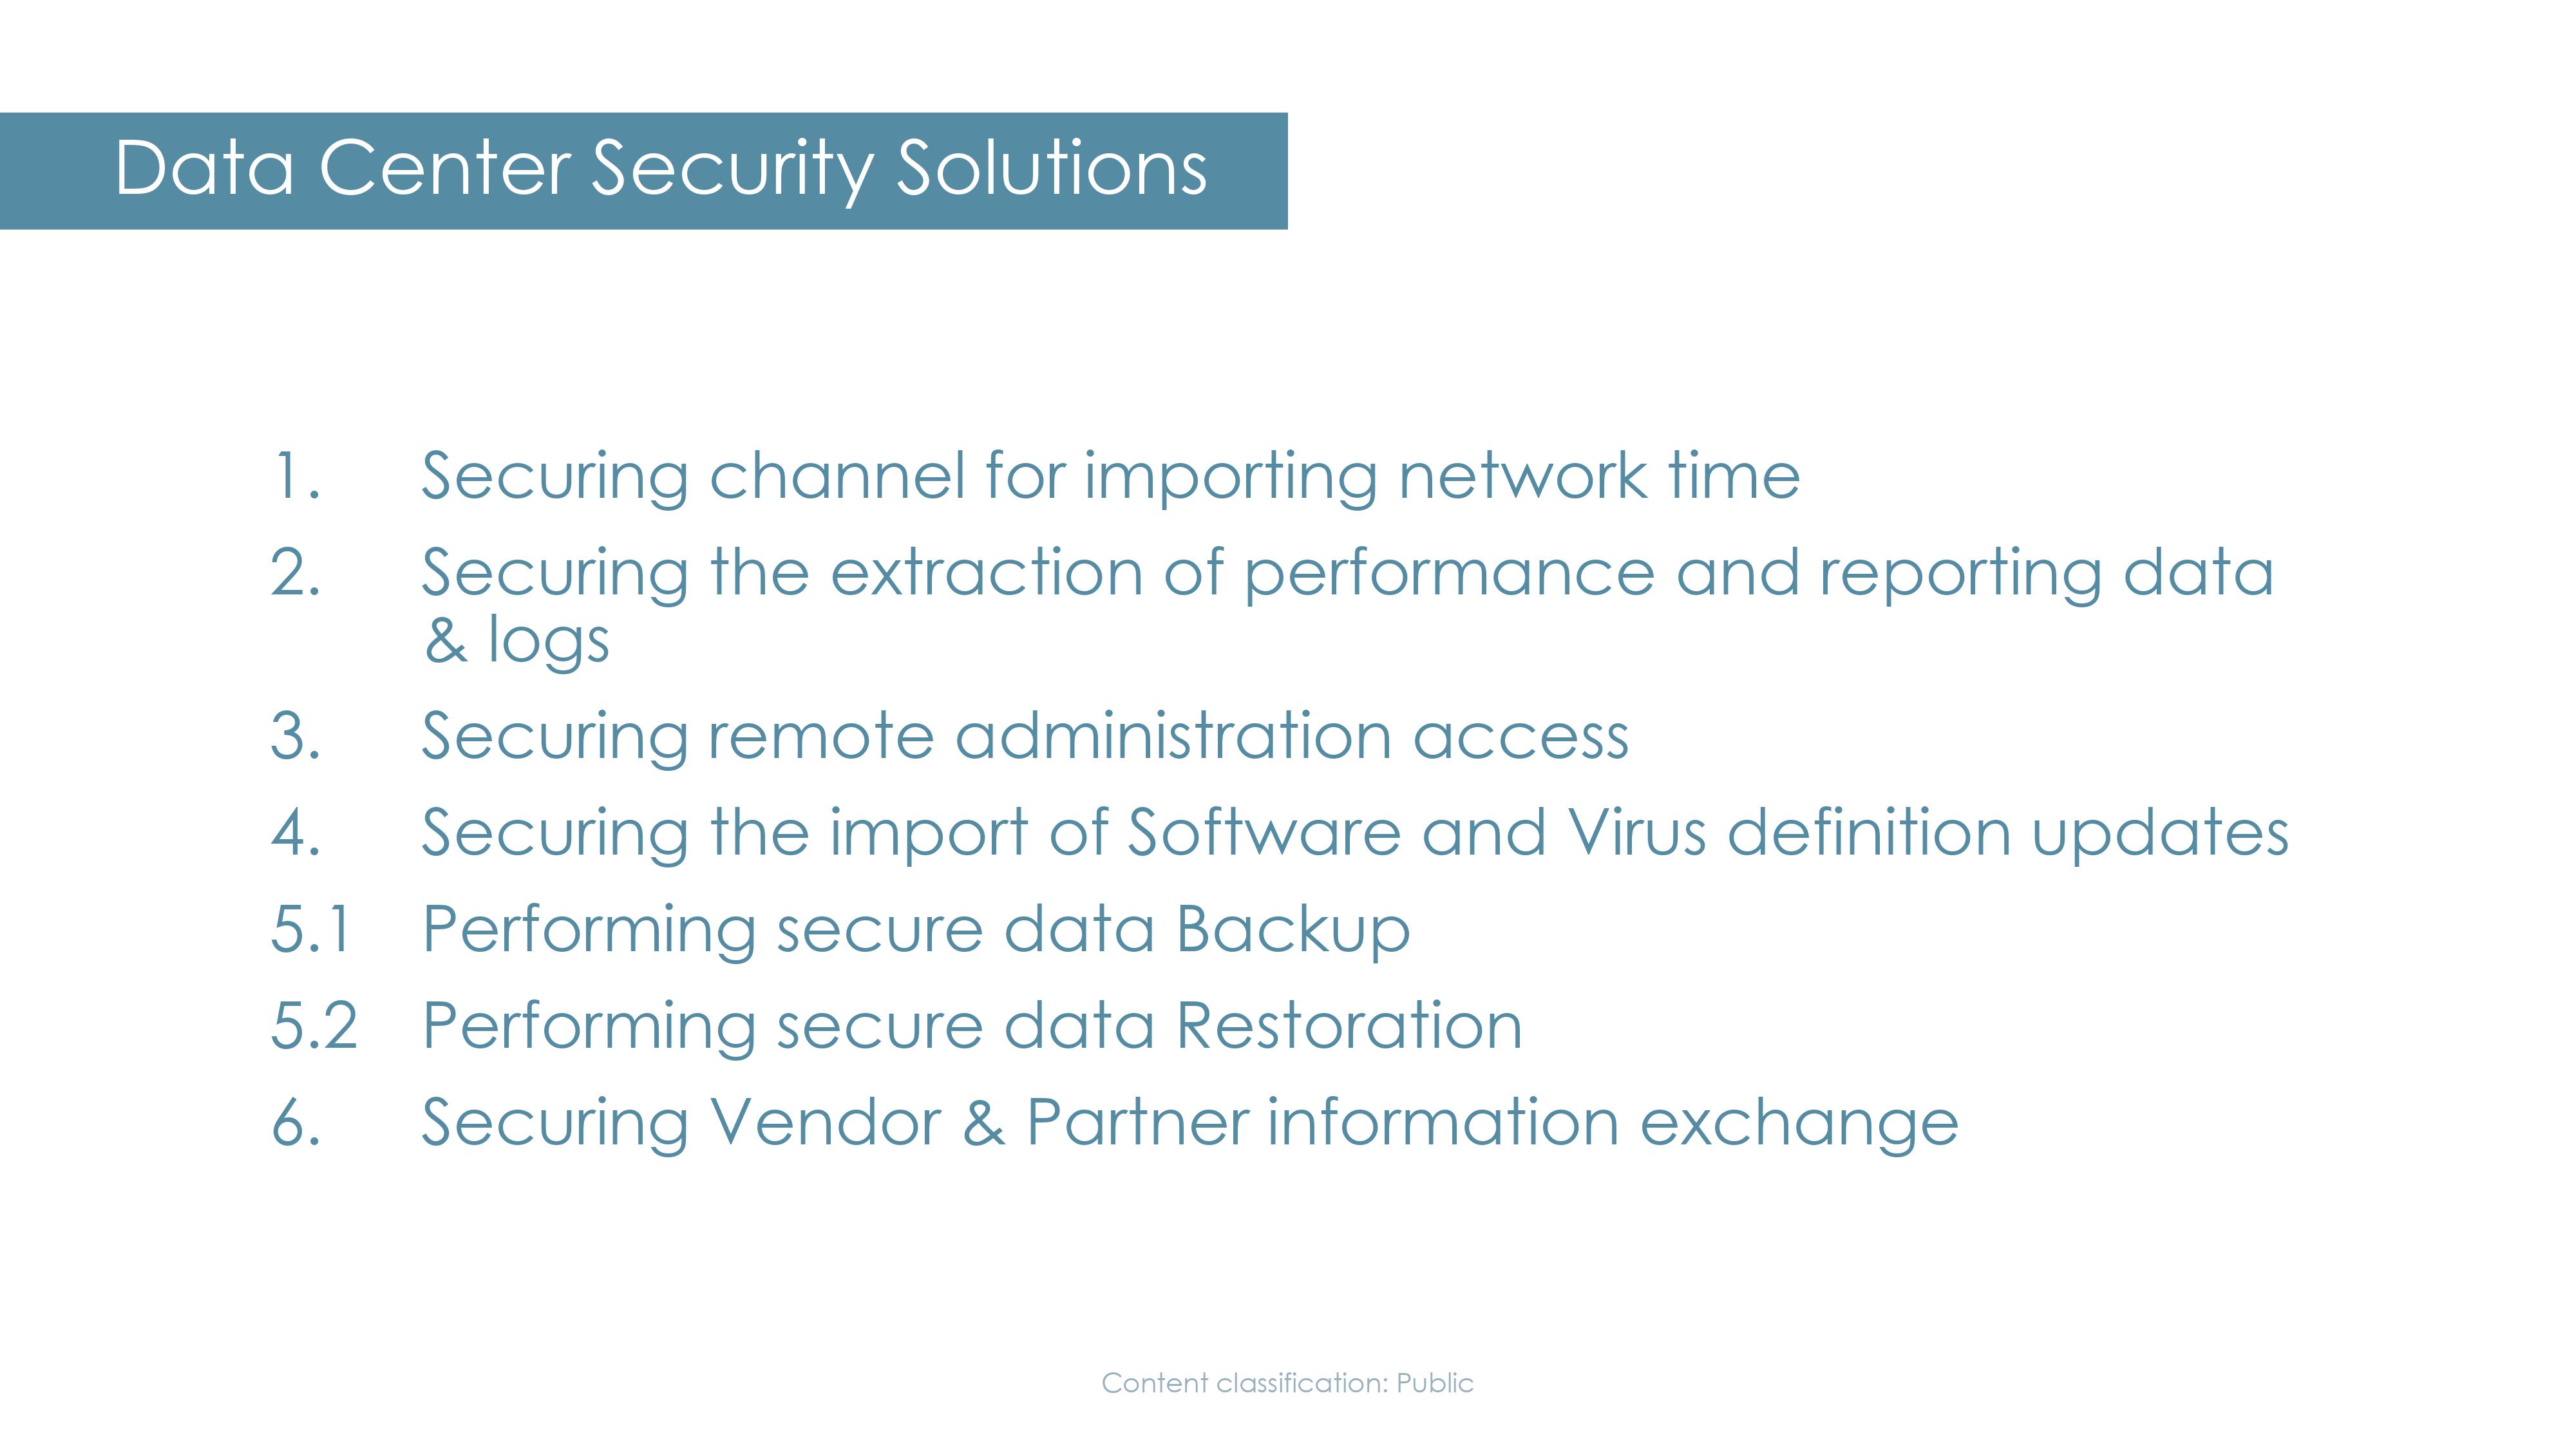 Data Center Security Solutions
1. Securing channel for importing network time
2. Securing the extraction of performance and reporting data
& logs
3. Securing remote administration access
4. Securing the import of Software and Virus definition updates
5.1 Performing secure data Backup
5.2 Performing secure data Restoration
6. Securing Vendor & Partner information exchange
Content classification: Public